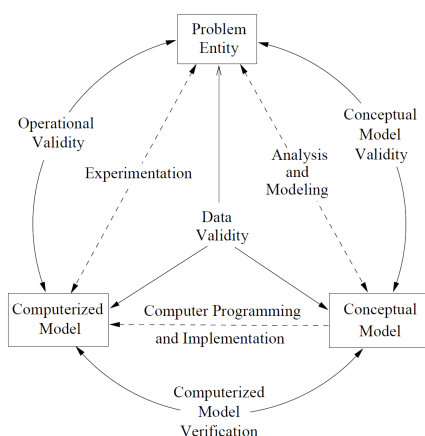 Problem
Entity
Operational
Validity
Conceptual
Model
Validity
Experimentation
Analysis
and
Modeling
Data
Validity
Computerized
Model
Computer Programming
and Implementation
Conceptual
Model
Computerized
Model
Verification